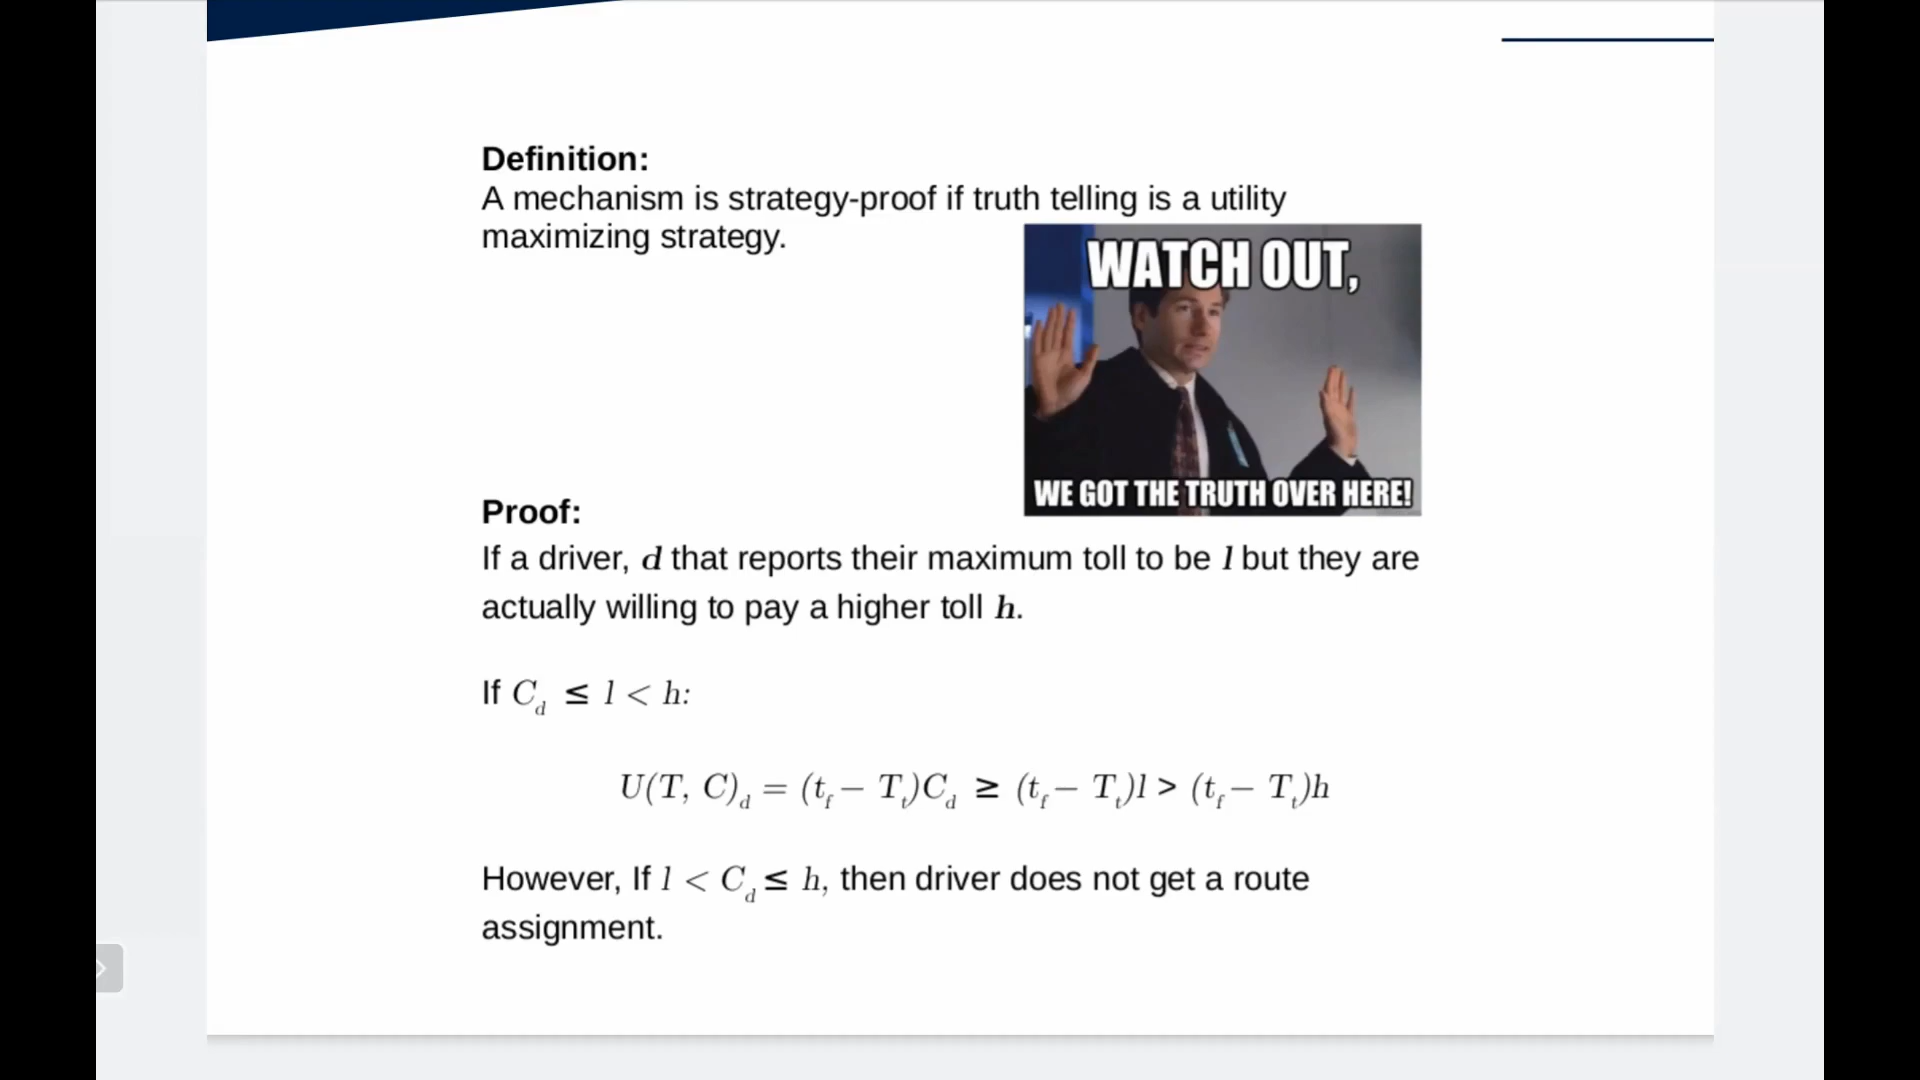 Definition:
A mechanism is strategy-proof if truth telling is a utility
maximizing strategy.
WATCH OUT,
WE GOT THE TRUTH OVER HERE!
Proof:
If a driver, d that reports their maximum toll to be l but they are
actually willing to pay a higher toll h.
If C_d ≤ l < h:
U(T, C)_d = (t_f − T_t)C_d ≥ (t_f − T_t)l > (t_f − T_t)h
However, If l < C_d ≤ h, then driver does not get a route
assignment.